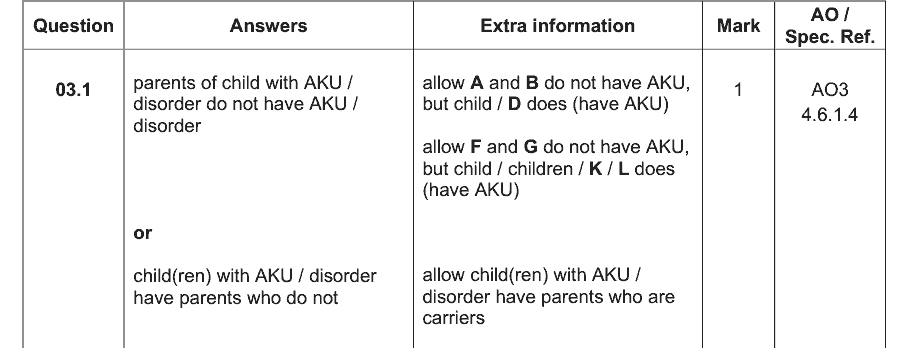 Question Answers Extra information Mark AO / Spec. Ref.
03.1 parents of child with AKU / allow A and B do not have AKU, 1 AO3
disorder do not have AKU / but child / D does (have AKU) 4.6.1.4
disorder
allow F and G do not have AKU,
but child / children / K / L does
(have AKU)
or
child(ren) with AKU / disorder allow child(ren) with AKU /
have parents who do not disorder have parents who are
carriers